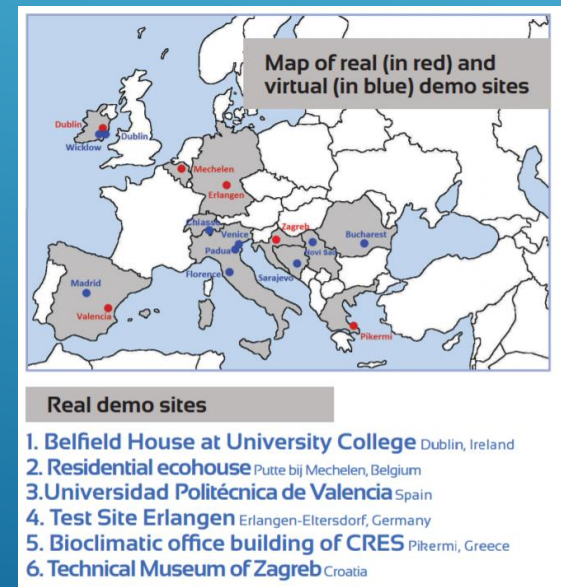 Map of real (in red) and
virtual (in blue) demo sites
Dublin
Dublin
Wicklow
Mechelen
Erlangen
Chiasso
Venice
Zagreb
Bucharest
Padua
Novi Sad
Florence
Sarajevo
Madrid
Valencia
Pikermi
Real demo sites
1. Belfield House at University College Dublin, Ireland
2. Residential ecohouse Putte bij Mechelen, Belgium
3.Universidad Politécnica de Valencia Spain
4. Test Site Erlangen Erlangen-Eltersdorf, Germany
5. Bioclimatic office building of CRES Pikermi, Greece
6. Technical Museum of Zagreb Croatia